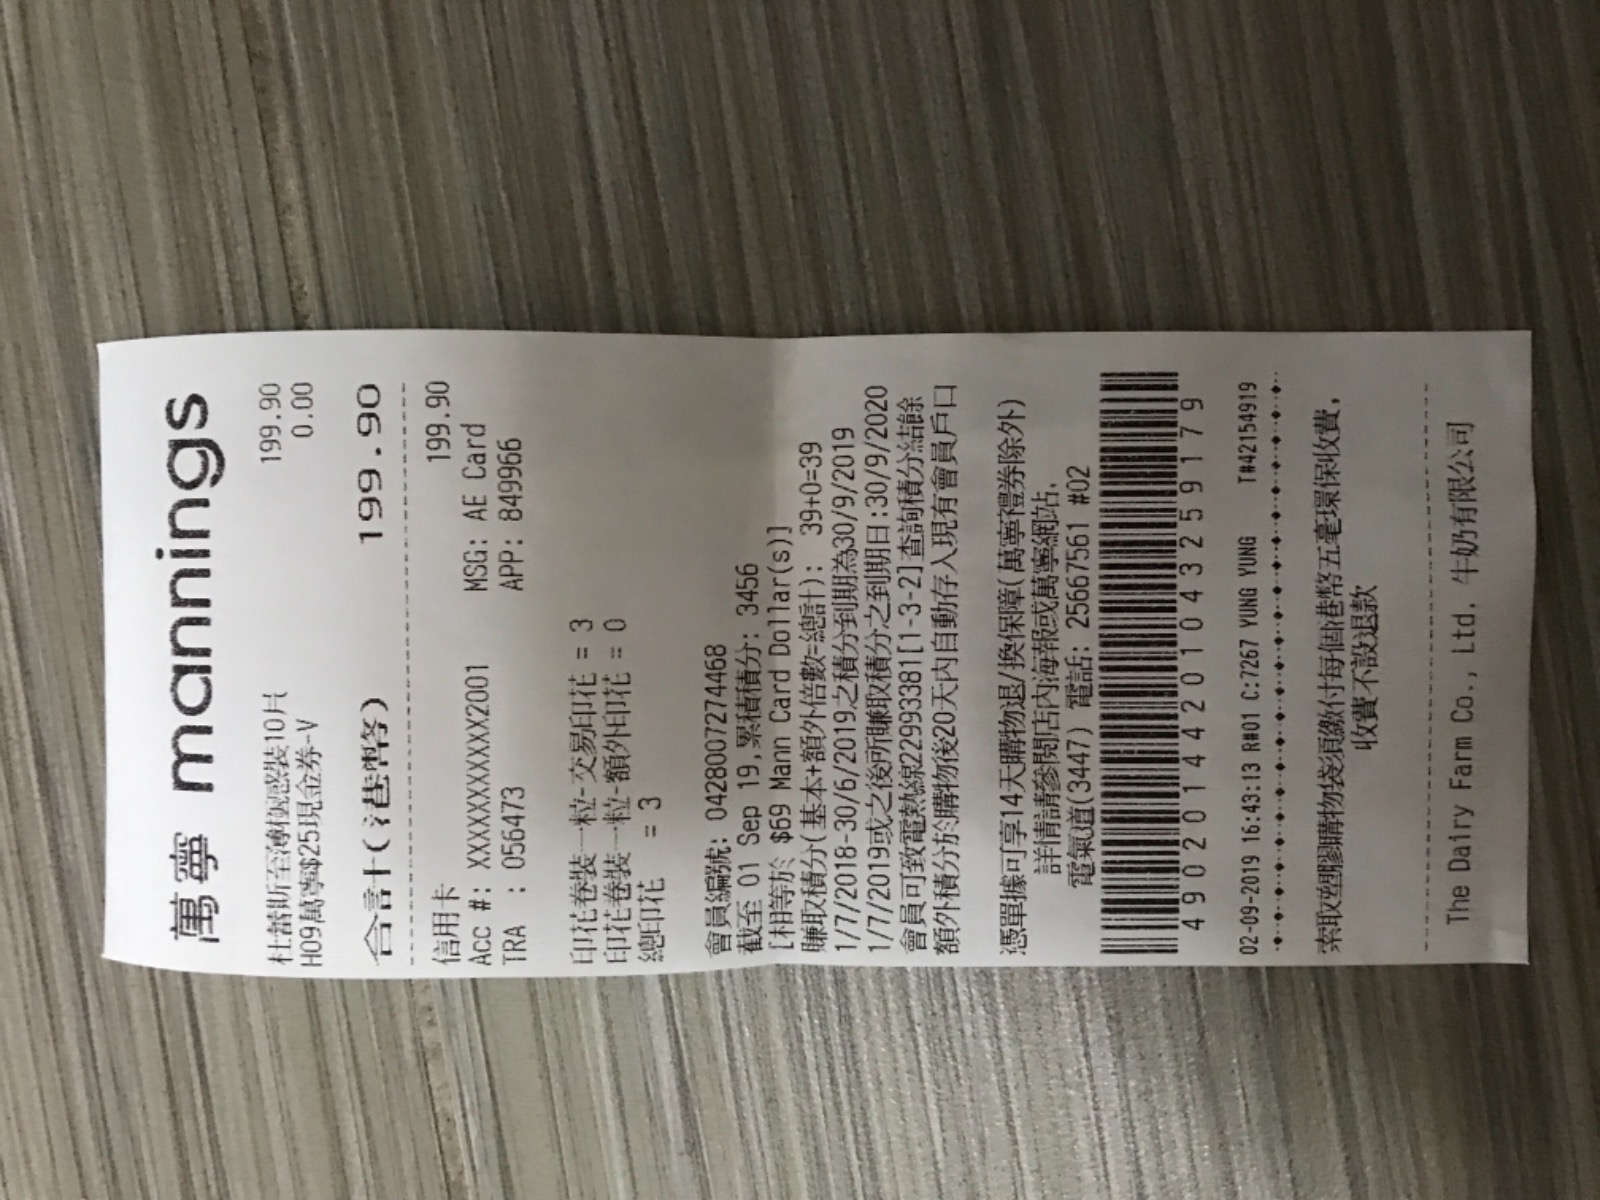 萬寧 mannings
杜蕾斯至薄極惑裝10片 199.90
H09萬寧$25現金券-V 0.00
合計(港幣) 199.90
信用卡 199.90
ACC #: XXXXXXXXXXX2001 MSG: AE Card
TRA : 056473 APP: 849966
印花卷裝一粒-交易印花 = 3
印花卷裝一粒-額外印花 = 0
總印花 = 3
會員編號: 0428007274468
截至 01 Sep 19,累積積分: 3456
[相等於 $69 Mann Card Dollar(s)]
賺取積分(基本+額外倍數=總計): 39+0=39
1/7/2018-30/6/2019之積分到期為30/9/2019
1/7/2019或之後所賺取積分之到期日:30/9/2020
會員可致電熱線22993381[1-3-2]查詢積分結餘
額外積分於購物後20天內自動存入現有會員戶口
憑單據可享14天購物退/換保障(萬寧禮券除外)
詳情請參閱店內海報或萬寧網站.
電氣道(3447) 電話: 25667561 #02
4902014420104325 9179
02-09-2019 16:43:13 R#01 C:7267 YUNG YUNG T#42154919
索取塑膠購物袋須繳付每個港幣五毫環保收費,
收費不設退款
The Dairy Farm Co., Ltd. 牛奶有限公司